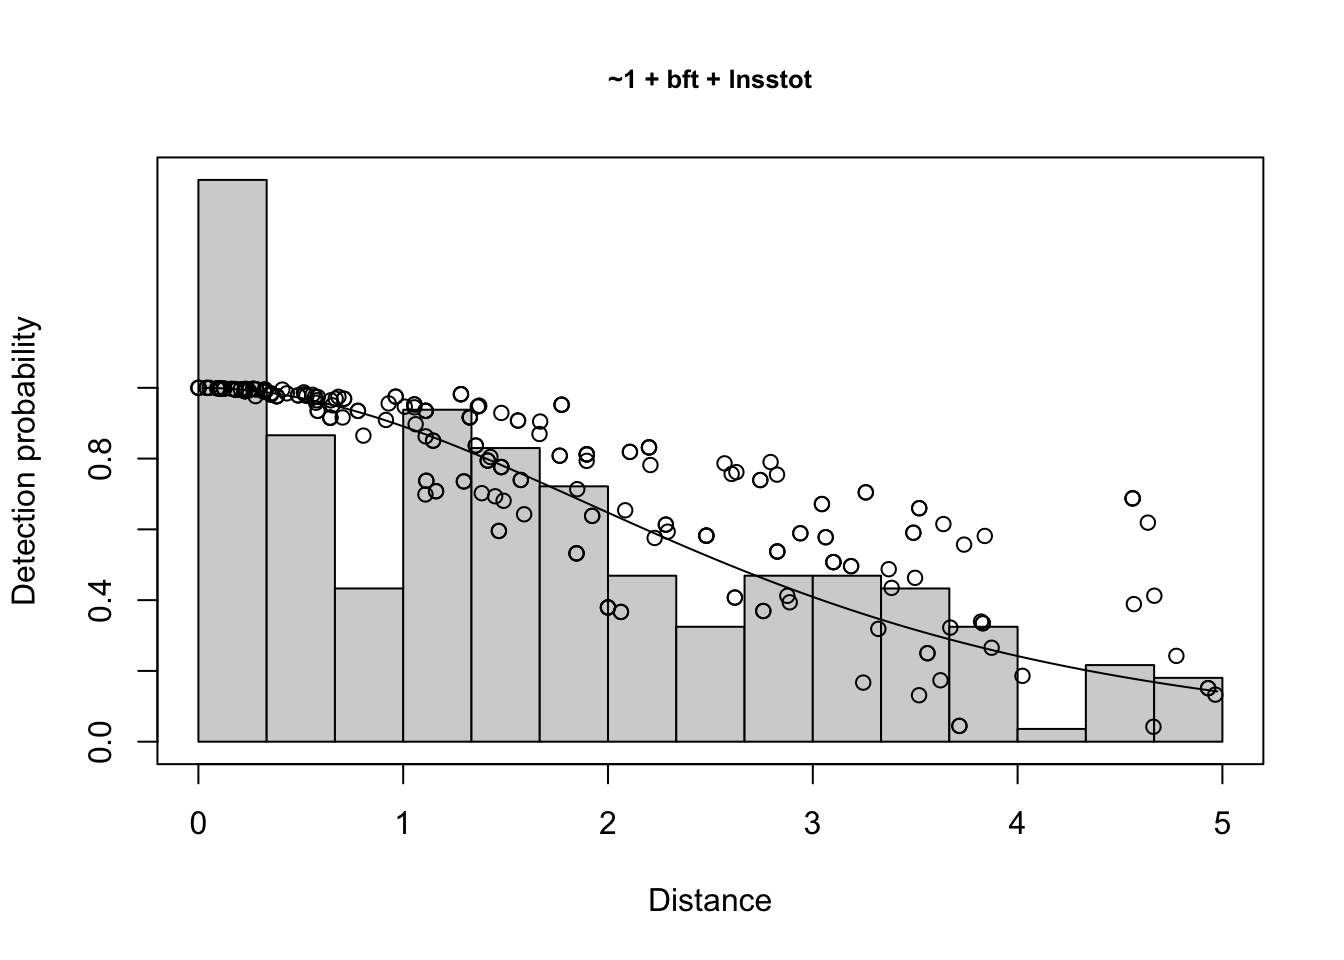 ~1 + bft + lnsstot
Detection probability
0.8
0.4
0.0
0 1 2 3 4 5
Distance